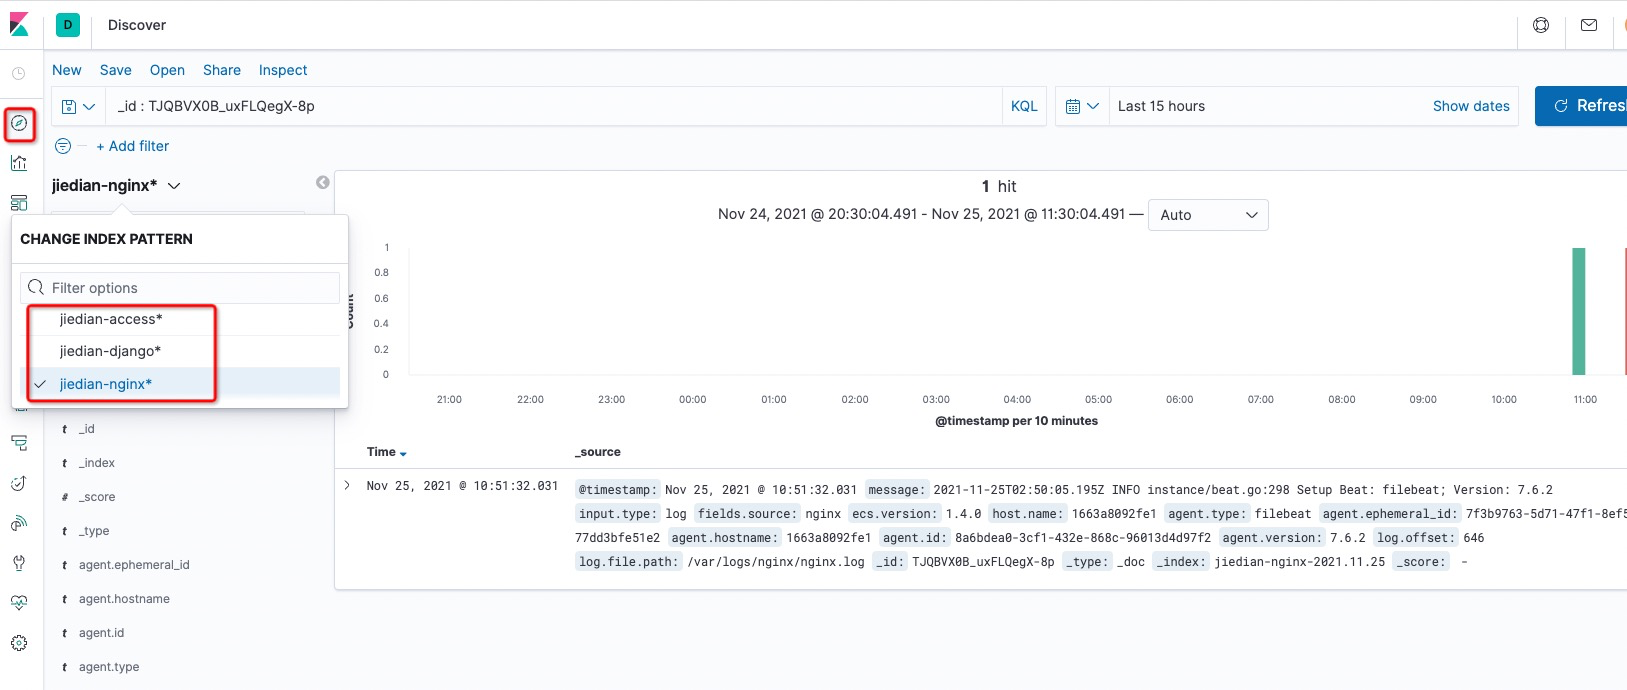 D Discover
New Save Open Share Inspect
_id : TJQBVX0B_uxFLQegX-8p KQL Last 15 hours Show dates
+ Add filter
jiedian-nginx*
CHANGE INDEX PATTERN
Filter options
jiedian-access*
jiedian-django*
jiedian-nginx*
t _id
t _index
# _score
t _type
t agent.ephemeral_id
t agent.hostname
t agent.id
t agent.type
1 hit
Nov 24, 2021 @ 20:30:04.491 - Nov 25, 2021 @ 11:30:04.491 — Auto
1
0.8
0.6
0.4
0.2
0
21:00 22:00 23:00 00:00 01:00 02:00 03:00 04:00 05:00 06:00 07:00 08:00 09:00 10:00 11:00
@timestamp per 10 minutes
Time _source
Nov 25, 2021 @ 10:51:32.031
@timestamp: Nov 25, 2021 @ 10:51:32.031 message: 2021-11-25T02:50:05.195Z INFO instance/beat.go:298 Setup Beat: filebeat; Version: 7.6.2
input.type: log fields.source: nginx ecs.version: 1.4.0 host.name: 1663a8092fe1 agent.type: filebeat agent.ephemeral_id: 7f3b9763-5d71-47f1-8ef5
77dd3bfe51e2 agent.hostname: 1663a8092fe1 agent.id: 8a6bdea0-3cf1-432e-868c-96013d4d97f2 agent.version: 7.6.2 log.offset: 646
log.file.path: /var/logs/nginx/nginx.log _id: TJQBVX0B_uxFLQegX-8p _type: _doc _index: jiedian-nginx-2021.11.25 _score: -